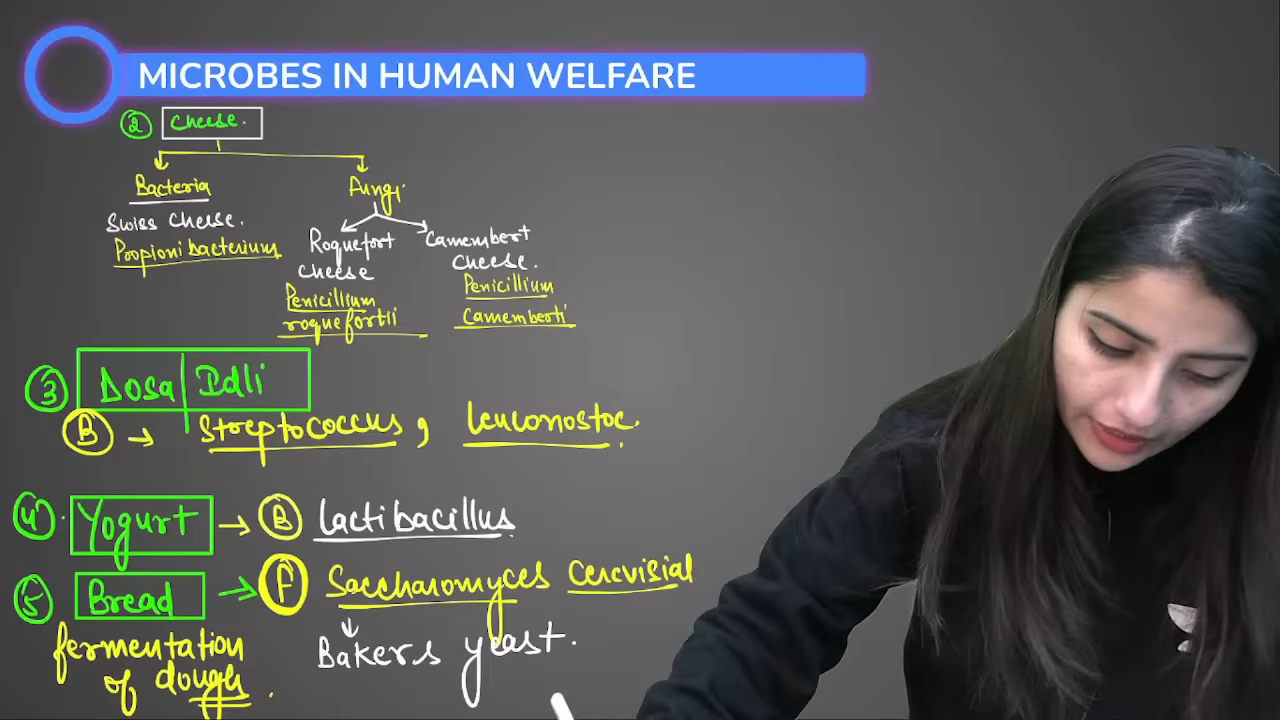 MICROBES IN HUMAN WELFARE
② Cheese.
Bacteria
Fungi
Swiss Cheese.
Propionibacterium
Roquefort
Cheese
Penicillium
roquefortii
Camembert
Cheese.
Penicillium
Camemberti
③ Dosa | Idli
B → Streptococcus, Leuconostoc.
④ Yogurt → B Lactibacillus
⑤ Bread → F Saccharomyces cerevisial
fermentation
of dough.
Bakers yeast.